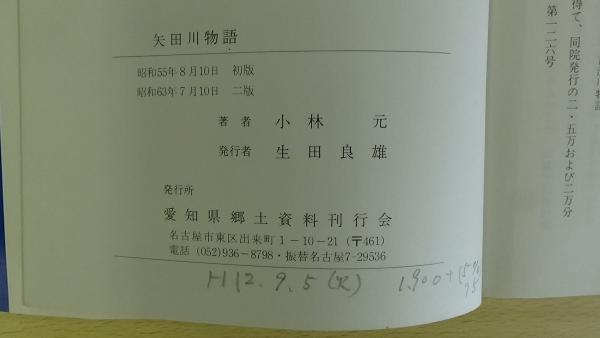 矢田川物語
昭和55年8月10日 初版
昭和63年7月10日 二版
著者 小林 元
発行者 生田良雄
発行所
愛知県郷土資料刊行会
名古屋市東区出来町1-10-21(〒461)
電話(052)936-8798・振替名古屋7-29536
H12.9.5(火) 1,900+(5%
95
得て、同院発行の二・五万および二万分
第一二六号